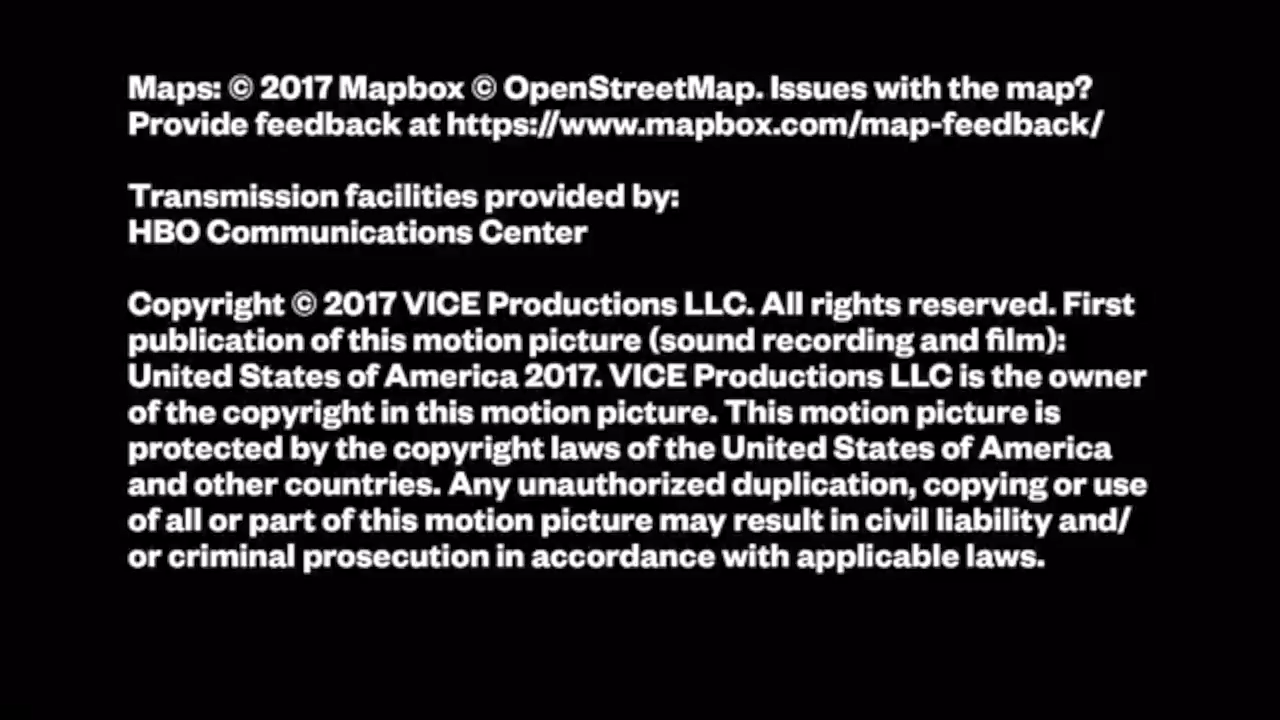 Maps: © 2017 Mapbox © OpenStreetMap. Issues with the map?
Provide feedback at https://www.mapbox.com/map-feedback/
Transmission facilities provided by:
HBO Communications Center
Copyright © 2017 VICE Productions LLC. All rights reserved. First
publication of this motion picture (sound recording and film):
United States of America 2017. VICE Productions LLC is the owner
of the copyright in this motion picture. This motion picture is
protected by the copyright laws of the United States of America
and other countries. Any unauthorized duplication, copying or use
of all or part of this motion picture may result in civil liability and/
or criminal prosecution in accordance with applicable laws.